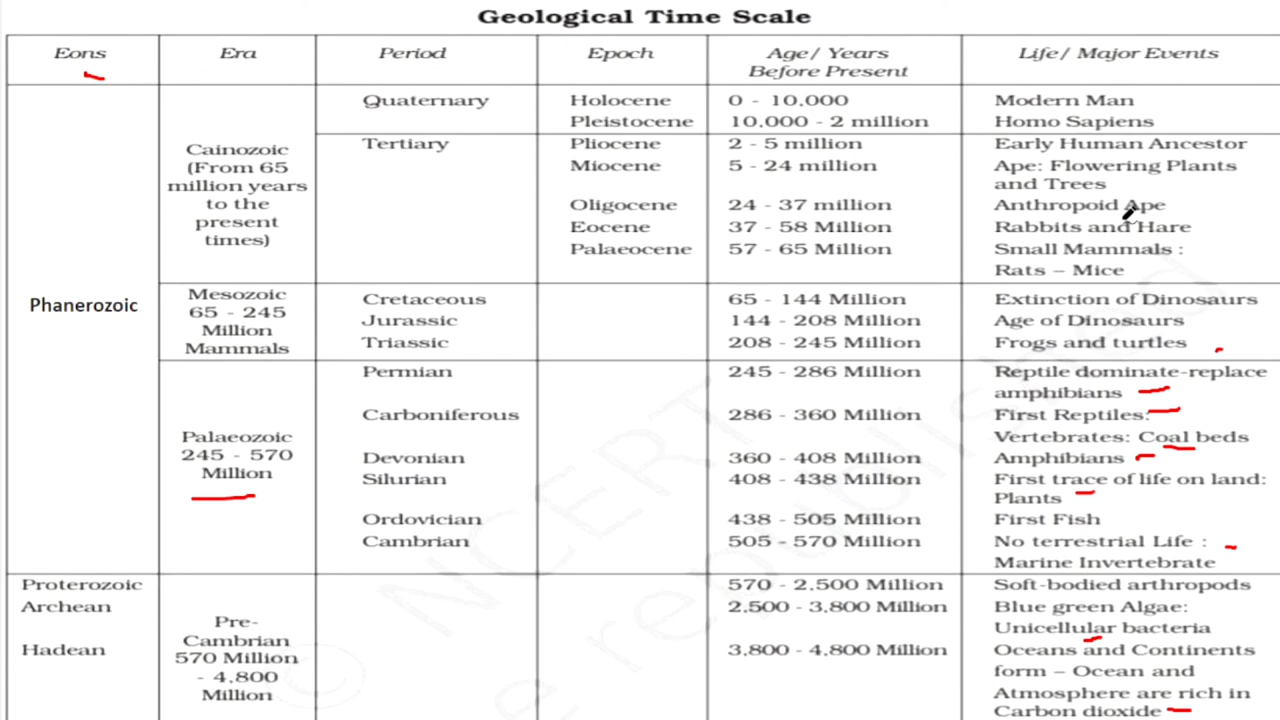 Geological Time Scale
Eons Era Period Epoch Age/ Years Before Present Life/ Major Events
Phanerozoic
Cainozoic
(From 65
million years
to the
present
times)
Quaternary Holocene 0 - 10,000 Modern Man
Pleistocene 10,000 - 2 million Homo Sapiens
Tertiary Pliocene 2 - 5 million Early Human Ancestor
Miocene 5 - 24 million Ape: Flowering Plants
and Trees
Oligocene 24 - 37 million Anthropoid Ape
Eocene 37 - 58 Million Rabbits and Hare
Palaeocene 57 - 65 Million Small Mammals :
Rats – Mice
Mesozoic
65 - 245
Million
Mammals
Cretaceous 65 - 144 Million Extinction of Dinosaurs
Jurassic 144 - 208 Million Age of Dinosaurs
Triassic 208 - 245 Million Frogs and turtles
Palaeozoic
245 - 570
Million
Permian 245 - 286 Million Reptile dominate-replace
amphibians
Carboniferous 286 - 360 Million First Reptiles:
Vertebrates: Coal beds
Devonian 360 - 408 Million Amphibians
Silurian 408 - 438 Million First trace of life on land:
Plants
Ordovician 438 - 505 Million First Fish
Cambrian 505 - 570 Million No terrestrial Life :
Marine Invertebrate
Proterozoic 570 - 2,500 Million Soft-bodied arthropods
Archean 2,500 - 3,800 Million Blue green Algae:
Unicellular bacteria
Pre-
Cambrian
570 Million
- 4,800
Million
Hadean 3,800 - 4,800 Million Oceans and Continents
form – Ocean and
Atmosphere are rich in
Carbon dioxide
© NCERT
e republished